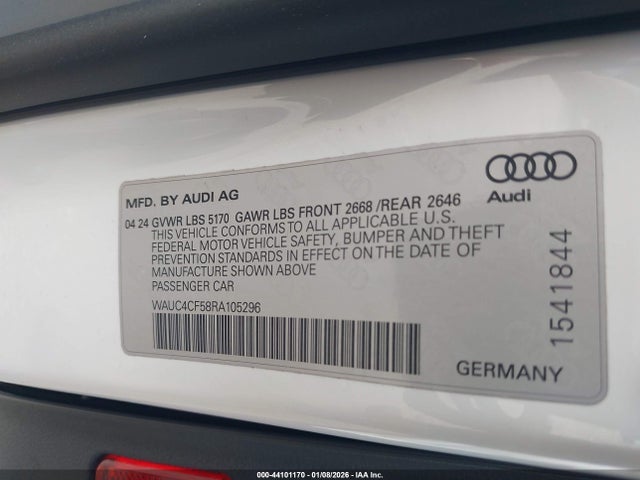 MFD. BY AUDI AG
04 24 GVWR LBS 5170 GAWR LBS FRONT 2668 /REAR 2646
THIS VEHICLE CONFORMS TO ALL APPLICABLE U.S.
FEDERAL MOTOR VEHICLE SAFETY, BUMPER AND THEFT
PREVENTION STANDARDS IN EFFECT ON THE DATE OF
MANUFACTURE SHOWN ABOVE
PASSENGER CAR
WAUC4CF58RA105296
Audi
1541844
GERMANY
000-44101170 - 01/08/2026 - IAA Inc.